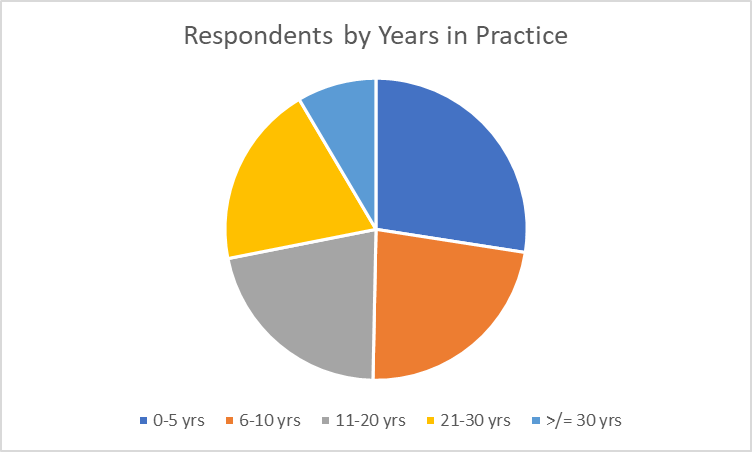 Respondents by Years in Practice
0-5 yrs 6-10 yrs 11-20 yrs 21-30 yrs >/= 30 yrs